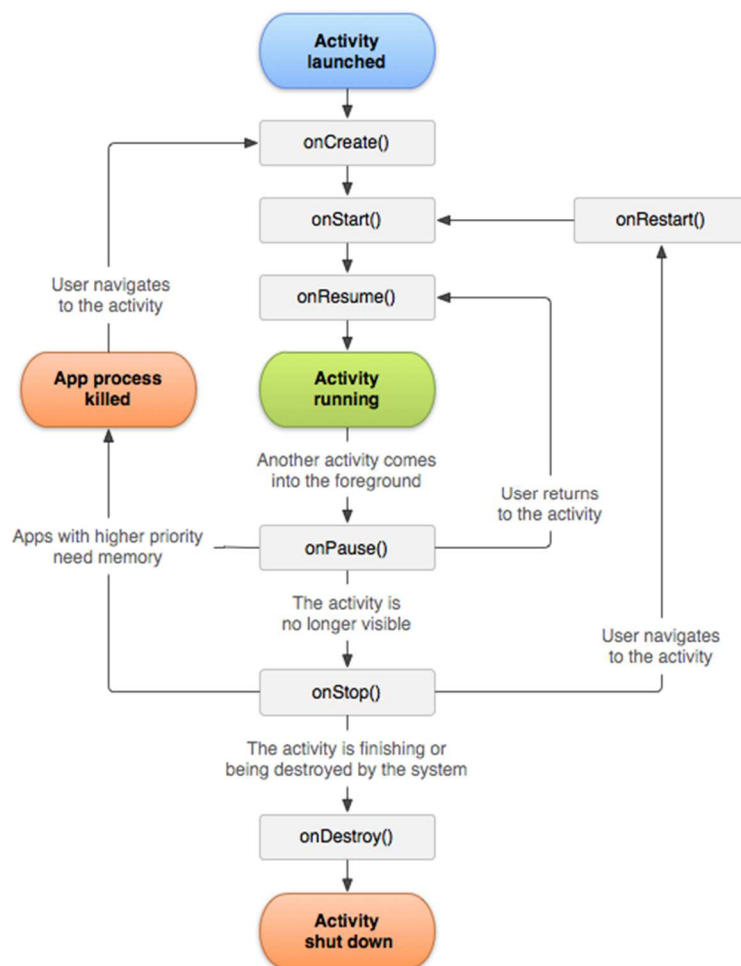 Activity
launched
onCreate()
onStart()
onRestart()
User navigates
to the activity
onResume()
App process
killed
Activity
running
Another activity comes
into the foreground
User returns
to the activity
Apps with higher priority
need memory
onPause()
The activity is
no longer visible
User navigates
to the activity
onStop()
The activity is finishing or
being destroyed by the system
onDestroy()
Activity
shut down